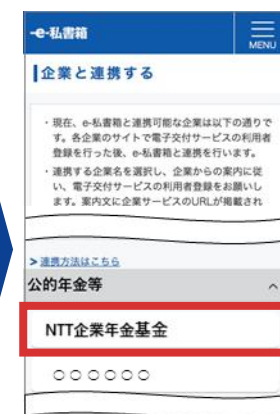 -e-私書箱
MENU
企業と連携する
・現在、e-私書箱と連携可能な企業は以下の通りで
す。各企業のサイトで電子交付サービスの利用者
登録を行った後、e-私書箱と連携を行います。
・連携する企業名を選択し、企業からの案内に従
い、電子交付サービスの利用者登録をお願いし
ます。案内文に企業サービスのURLが掲載され
> 連携方法はこちら
公的年金等
NTT企業年金基金
○○○○○○